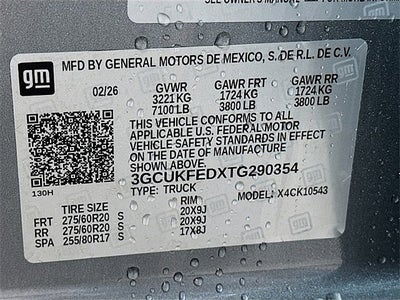 SEE OWNER'S MANUAL
gm
MFD BY GENERAL MOTORS DE MEXICO, S. DE R.L. DE C.V.
02/26 GVWR GAWR FRT GAWR RR
3221 KG 1724 KG 1724 KG
7100 LB 3800 LB 3800 LB
THIS VEHICLE CONFORMS TO ALL
APPLICABLE U.S. FEDERAL MOTOR
VEHICLE SAFETY STANDARDS IN EFFECT
ON THE DATE OF MANUFACTURE
SHOWN ABOVE.
3GCUKFEDXTG290354
130H TYPE: TRUCK MODEL: X4CK10543
TIRE SIZE RIM
FRT 275/60R20 S 20X9J
RR 275/60R20 S 20X9J
SPA 255/80R17 S 17X8J